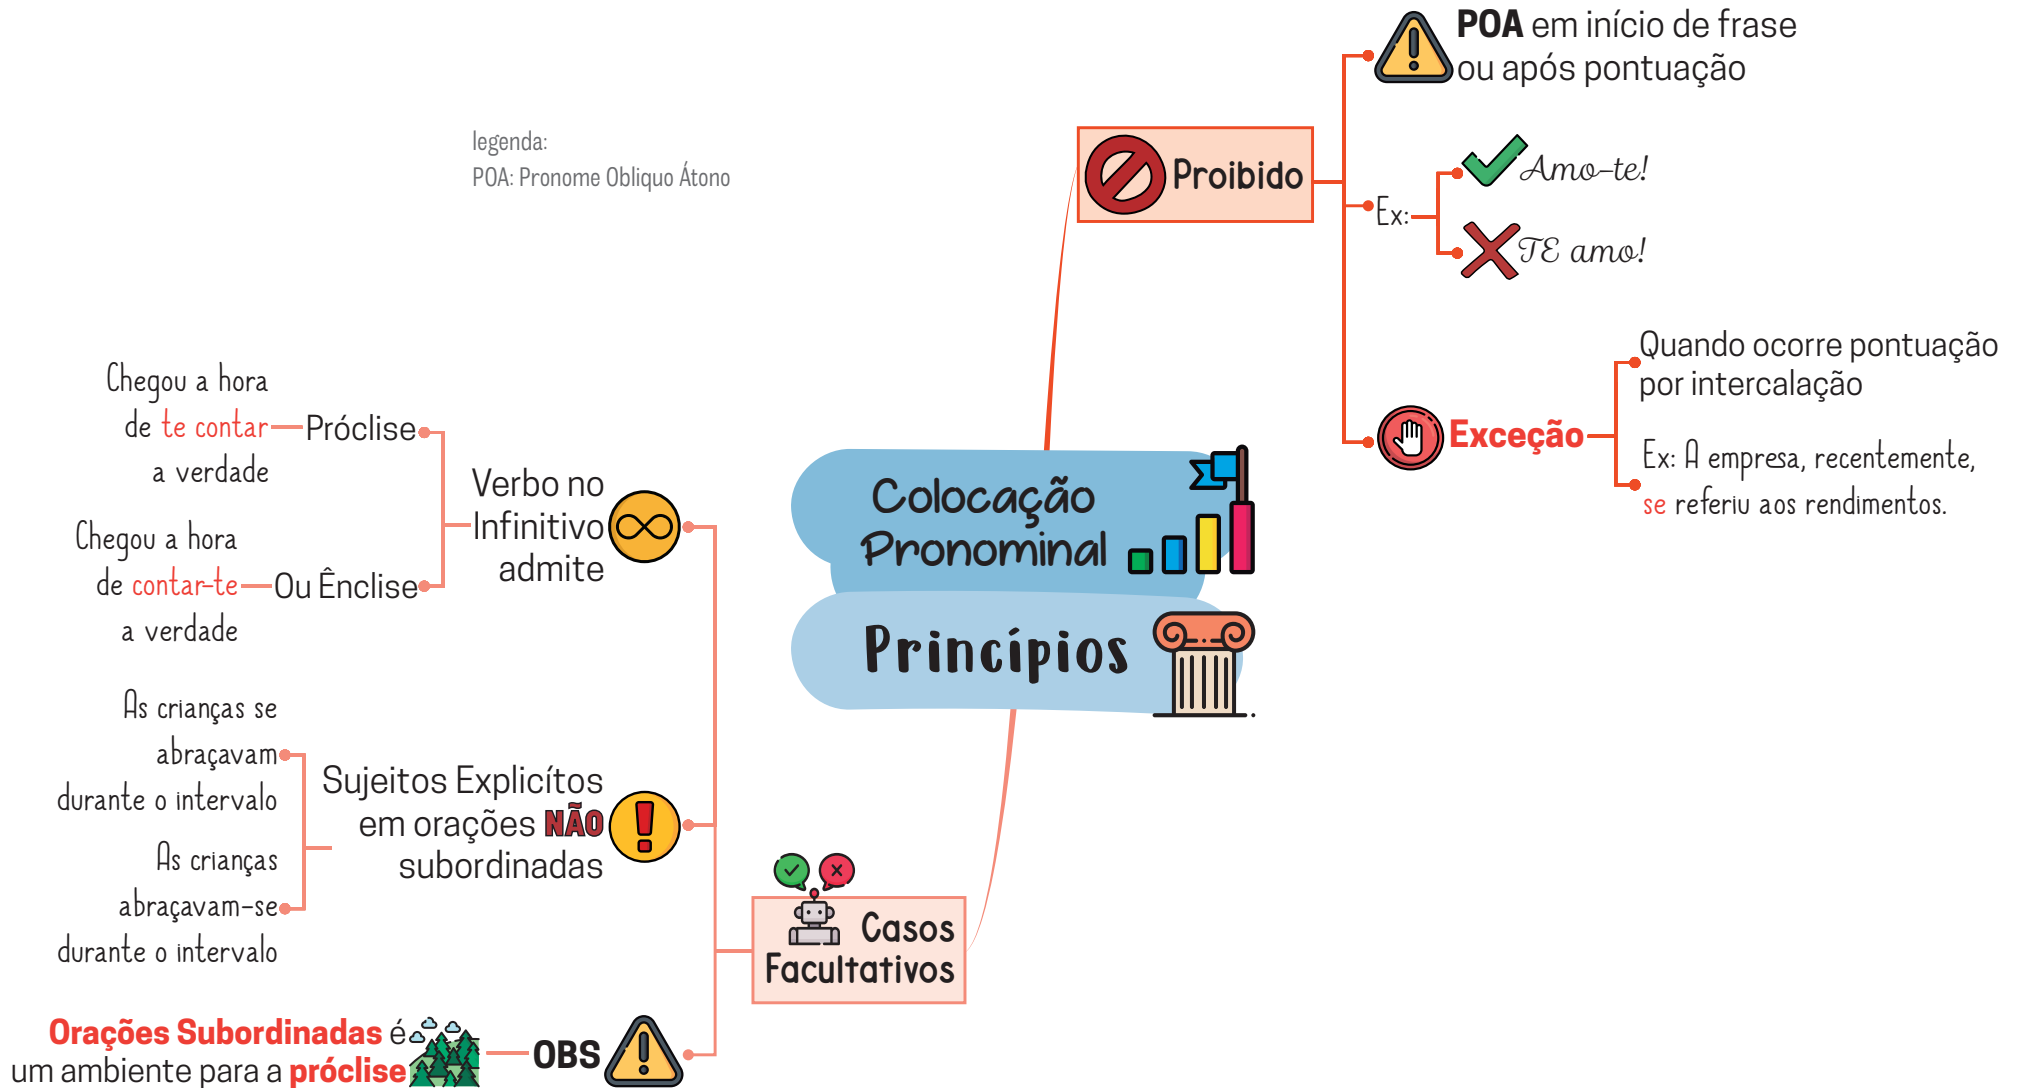 legenda:
POA: Pronome Obliquo Átono
Colocação
Pronominal
Princípios
Proibido
POA em início de frase
ou após pontuação
Ex:
Amo-te!
TE amo!
Exceção
Quando ocorre pontuação
por intercalação
Ex: A empresa, recentemente,
se referiu aos rendimentos.
Casos
Facultativos
Verbo no
Infinitivo
admite
Próclise
Chegou a hora
de te contar
a verdade
Ou Ênclise
Chegou a hora
de contar-te
a verdade
Sujeitos Explicítos
em orações NÃO
subordinadas
As crianças se
abraçavam
durante o intervalo
As crianças
abraçavam-se
durante o intervalo
OBS
Orações Subordinadas é
um ambiente para a próclise